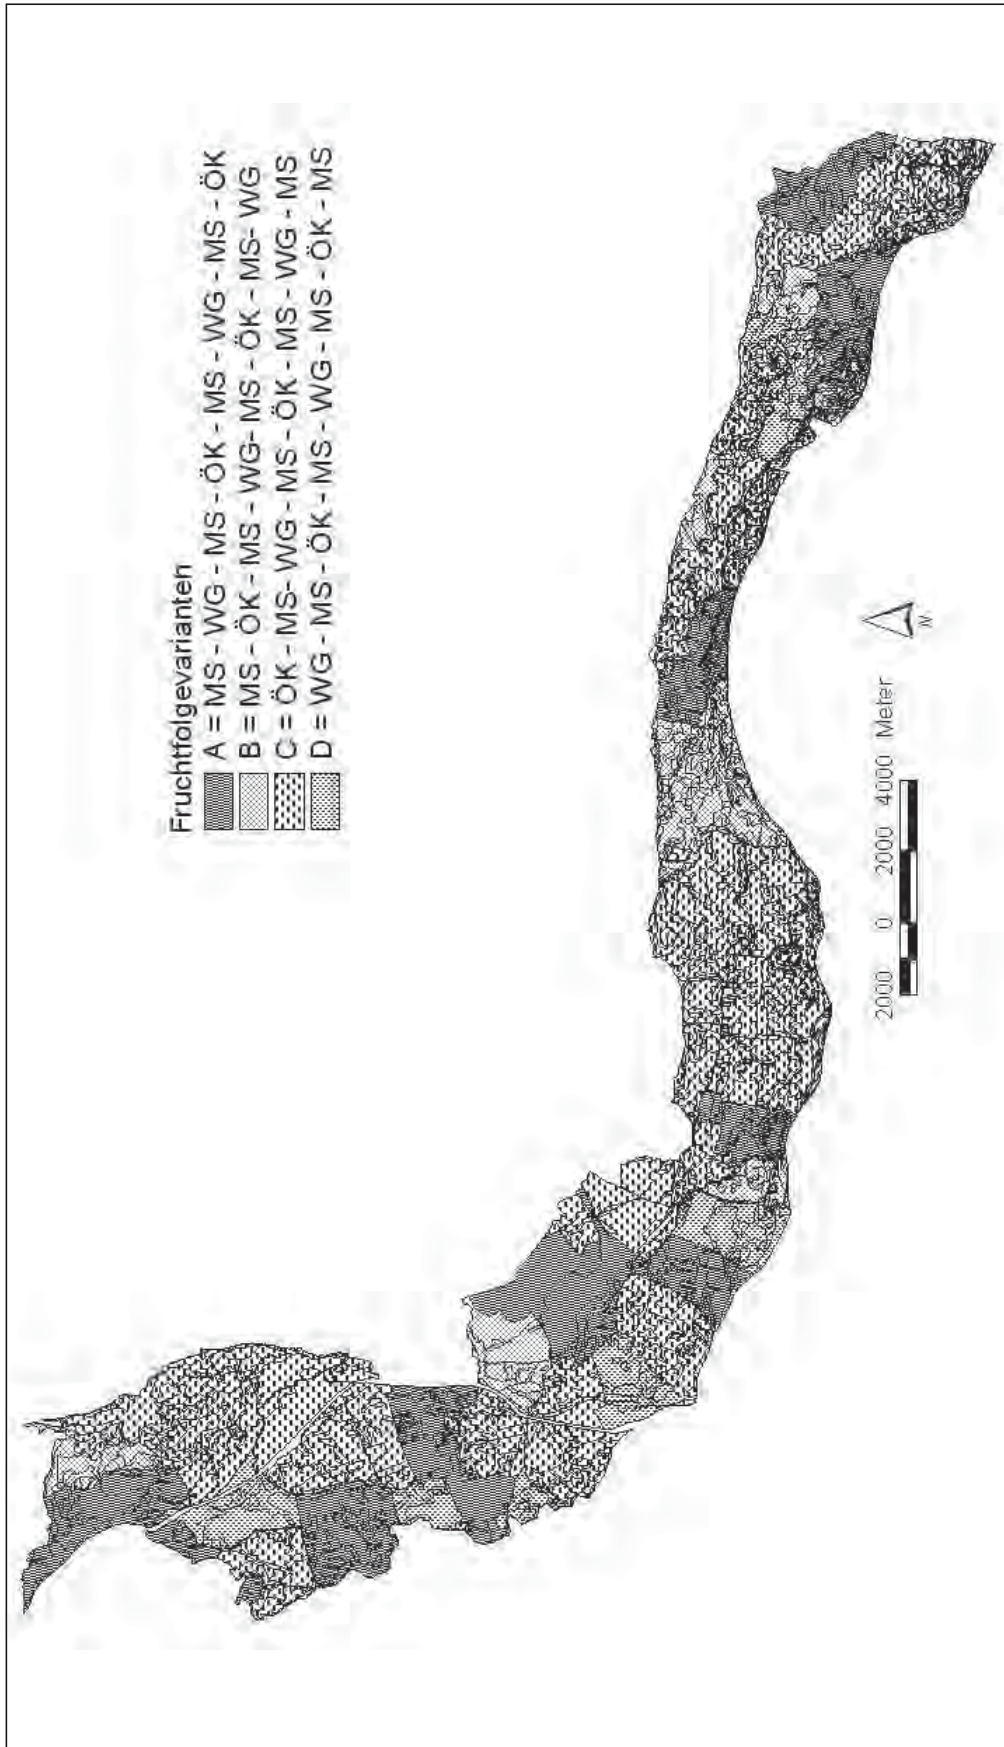 Fruchtfolgevarianten
A = MS - WG - MS - ÖK - MS - WG - MS - ÖK
B = MS - ÖK - MS - WG- MS - ÖK - MS- WG
C = ÖK - MS- WG - MS - ÖK - MS - WG - MS
D = WG - MS - ÖK - MS - WG - MS - ÖK - MS
2000 0 2000 4000 Meter
N